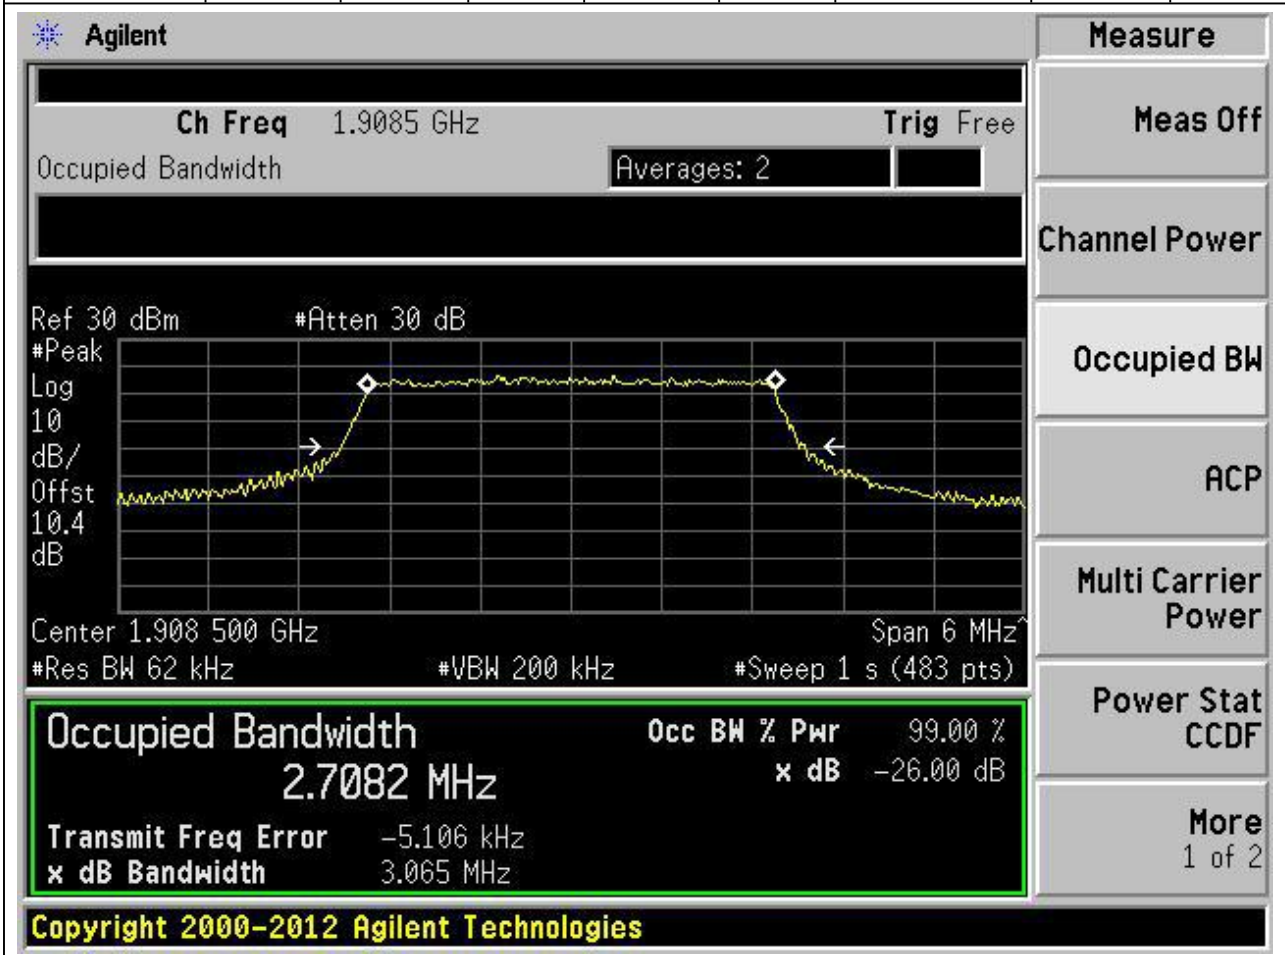 Agilent
Measure
Ch Freq 1.9085 GHz Trig Free
Occupied Bandwidth Averages: 2
Meas Off
Channel Power
Occupied BW
ACP
Multi Carrier
Power
Power Stat
CCDF
More
1 of 2
Ref 30 dBm #Atten 30 dB
#Peak
Log
10
dB/
Offst
10.4
dB
Center 1.908 500 GHz Span 6 MHz^
#Res BW 62 kHz #VBW 200 kHz #Sweep 1 s (483 pts)
Occupied Bandwidth Occ BW % Pwr 99.00 %
2.7082 MHz x dB -26.00 dB
Transmit Freq Error -5.106 kHz
x dB Bandwidth 3.065 MHz
Copyright 2000-2012 Agilent Technologies